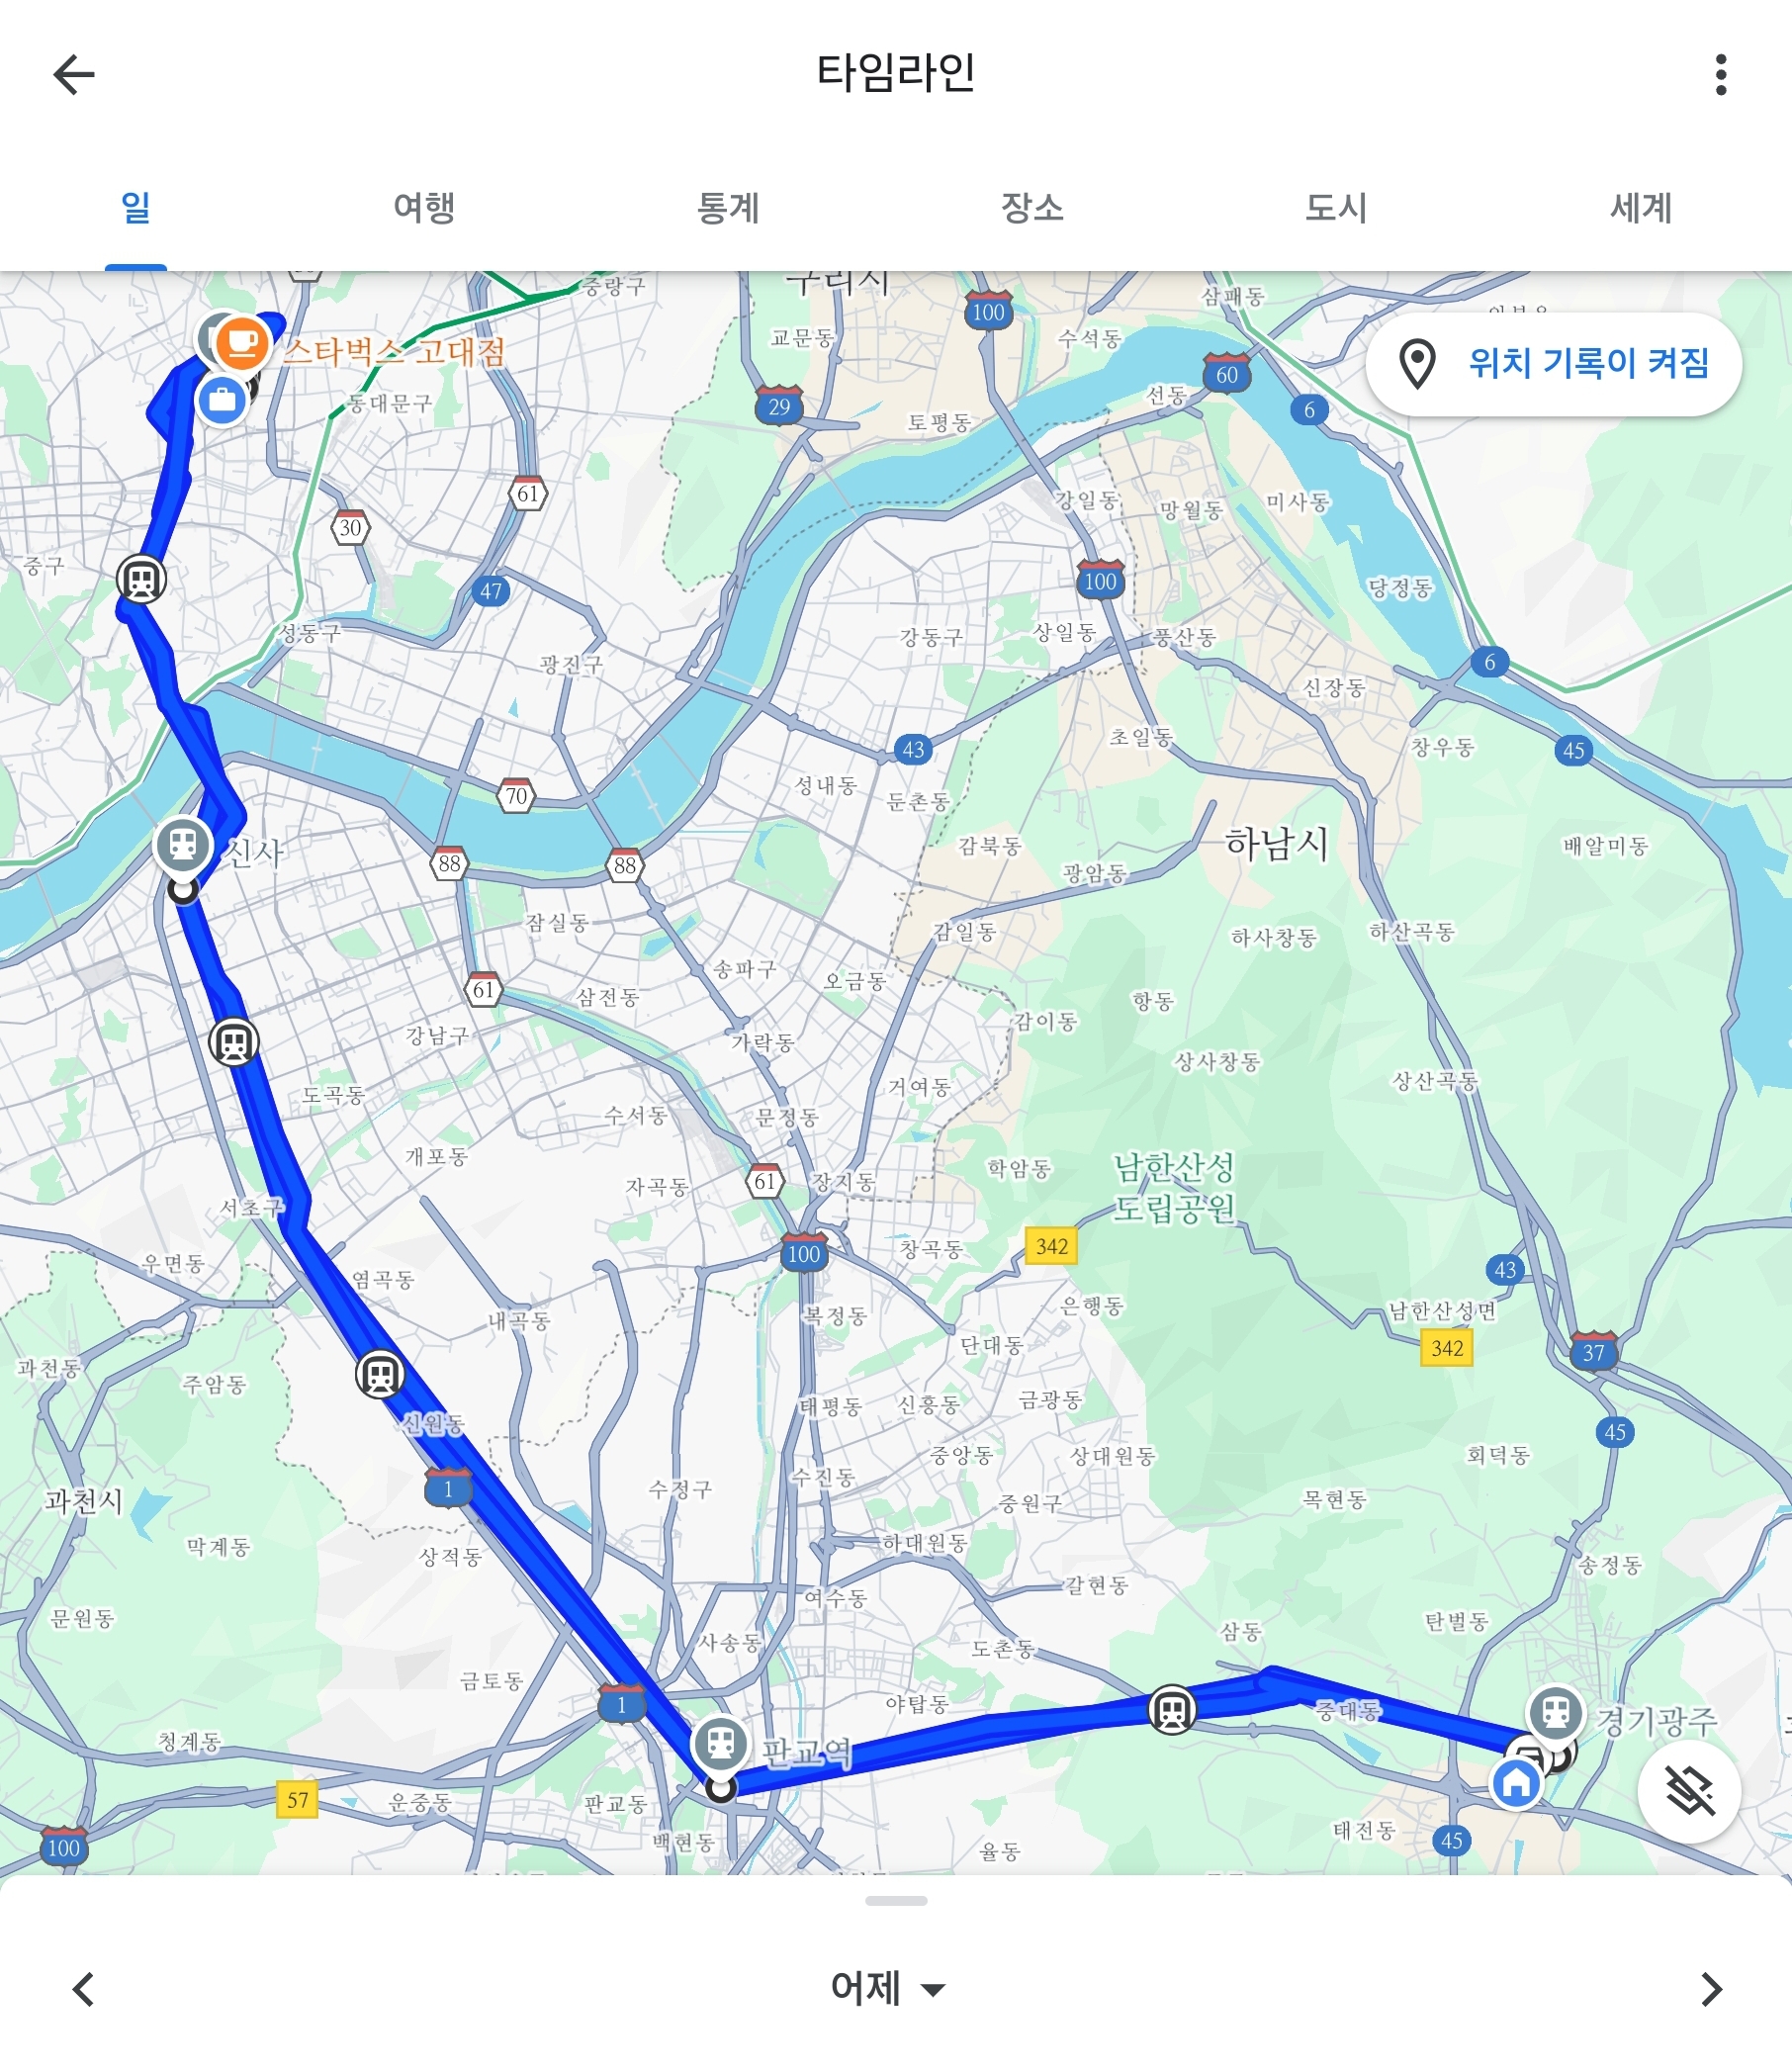 타임라인
일
여행
통계
장소
도시
세계
중랑구
구리시
100
삼패동
교문동
수석동
60
위치 기록이 켜짐
스타벅스 고대점
동대문구
29
토평동
선동
6
61
30
강일동
망월동
미사동
중구
47
100
당정동
성동구
광진구
강동구
상일동
풍산동
6
신장동
43
초일동
창우동
45
70
성내동
둔촌동
신사
88
88
감북동
하남시
배알미동
광암동
잠실동
감일동
하사창동
하산곡동
61
송파구
오금동
삼전동
항동
감이동
강남구
가락동
상사창동
상산곡동
도곡동
거여동
수서동
문정동
개포동
학암동
남한산성
도립공원
자곡동
61
장지동
서초구
우면동
100
창곡동
342
43
염곡동
내곡동
복정동
은행동
남한산성면
단대동
342
37
과천동
주암동
태평동
신흥동
금광동
신원동
45
중앙동
상대원동
회덕동
1
수진동
수정구
과천시
중원구
목현동
막계동
상적동
하대원동
송정동
갈현동
여수동
문원동
사송동
도촌동
삼동
탄벌동
금토동
1
야탑동
중대동
경기광주
청계동
판교역
57
운중동
판교동
태전동
100
백현동
율동
45
어제